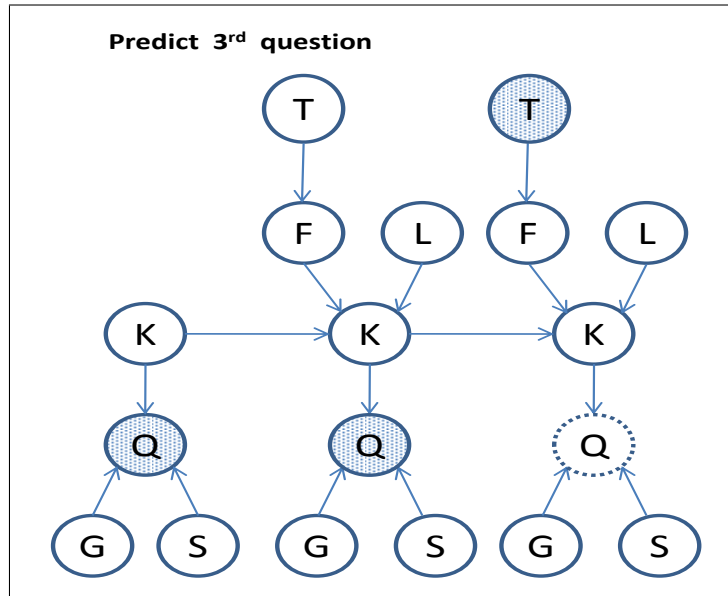 Predict 3rd question
T T
F L F L
K K K
Q Q Q
G S G S G S